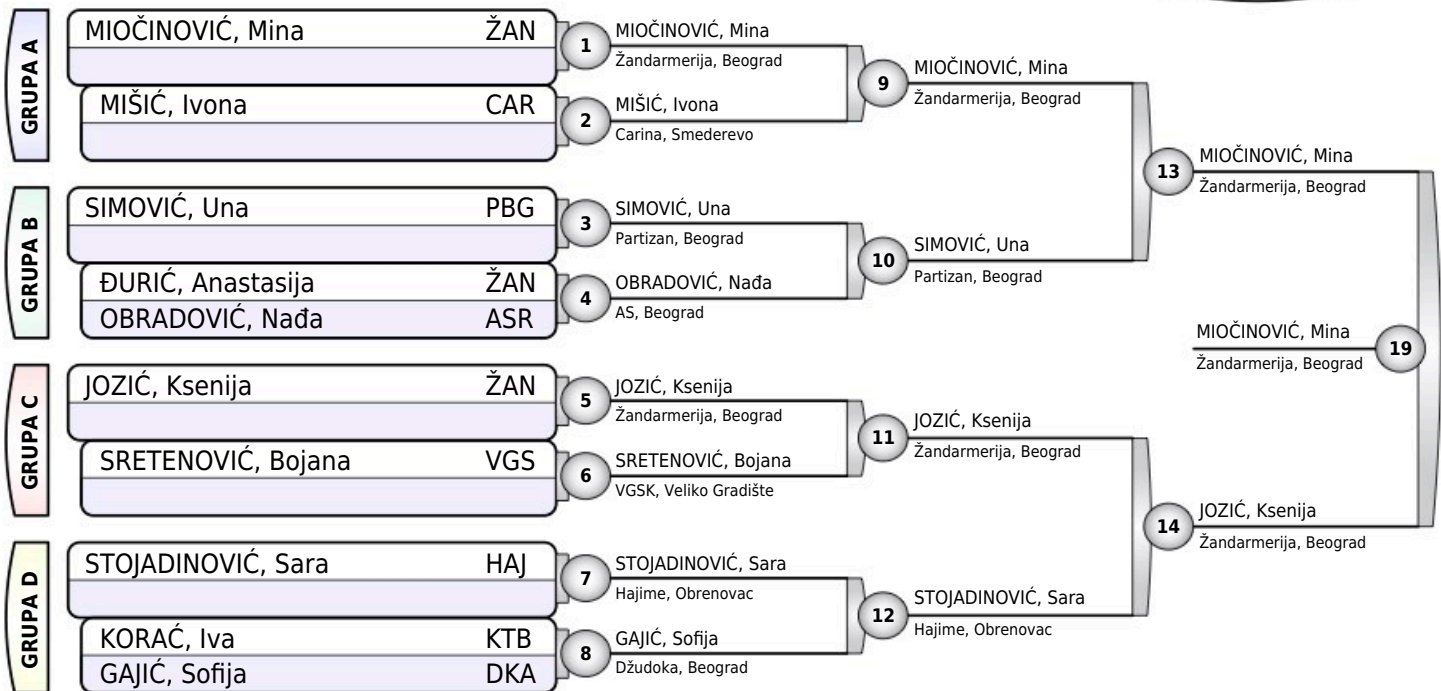 GRUPA A
MIOČINOVIĆ, Mina ŽAN
MIŠIĆ, Ivona CAR
GRUPA B
SIMOVIĆ, Una PBG
ĐURIĆ, Anastasija ŽAN
OBRADOVIĆ, Nađa ASR
GRUPA C
JOZIĆ, Ksenija ŽAN
SRETENOVIĆ, Bojana VGS
GRUPA D
STOJADINOVIĆ, Sara HAJ
KORAĆ, Iva KTB
GAJIĆ, Sofija DKA
1
MIOČINOVIĆ, Mina
Žandarmerija, Beograd
2
MIŠIĆ, Ivona
Carina, Smederevo
3
SIMOVIĆ, Una
Partizan, Beograd
4
OBRADOVIĆ, Nađa
AS, Beograd
5
JOZIĆ, Ksenija
Žandarmerija, Beograd
6
SRETENOVIĆ, Bojana
VGSK, Veliko Gradište
7
STOJADINOVIĆ, Sara
Hajime, Obrenovac
8
GAJIĆ, Sofija
Džudoka, Beograd
9
MIOČINOVIĆ, Mina
Žandarmerija, Beograd
10
SIMOVIĆ, Una
Partizan, Beograd
11
JOZIĆ, Ksenija
Žandarmerija, Beograd
12
STOJADINOVIĆ, Sara
Hajime, Obrenovac
13
MIOČINOVIĆ, Mina
Žandarmerija, Beograd
14
JOZIĆ, Ksenija
Žandarmerija, Beograd
MIOČINOVIĆ, Mina
Žandarmerija, Beograd
19